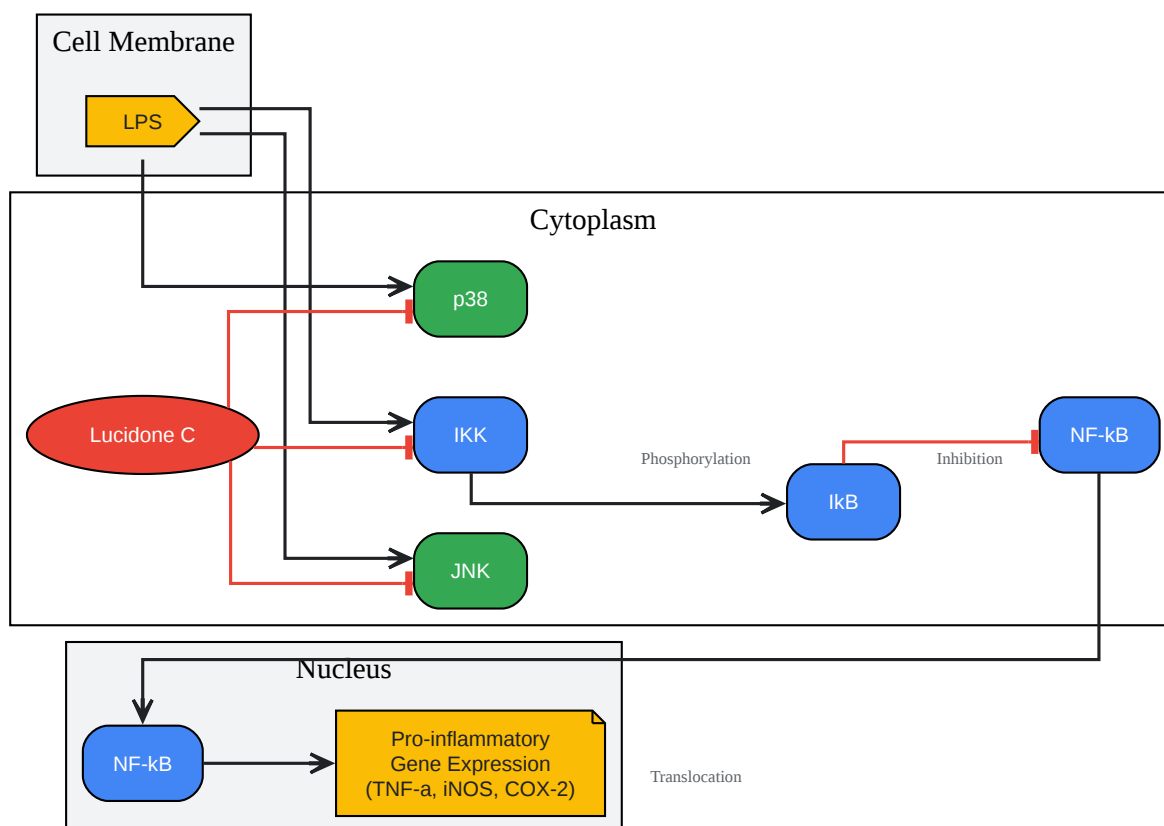 Cell Membrane
LPS
Cytoplasm
p38
Lucidone C
IKK
NF-kB
Phosphorylation
Inhibition
IkB
JNK
Nucleus
NF-kB
Pro-inflammatory
Gene Expression
(TNF-a, iNOS, COX-2)
Translocation